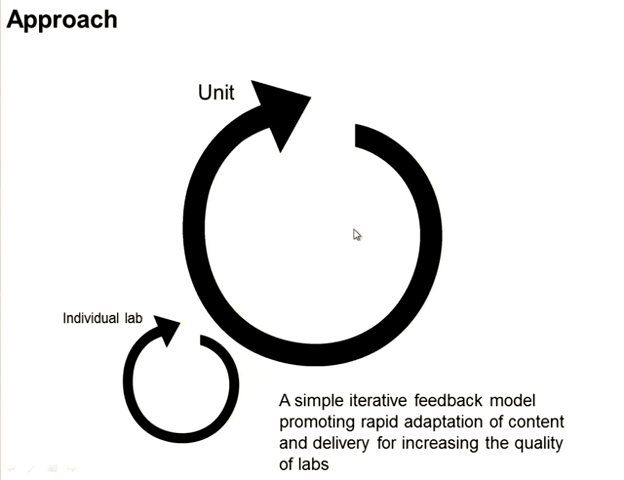 Approach
Unit
Individual lab
A simple iterative feedback model
promoting rapid adaptation of content
and delivery for increasing the quality
of labs